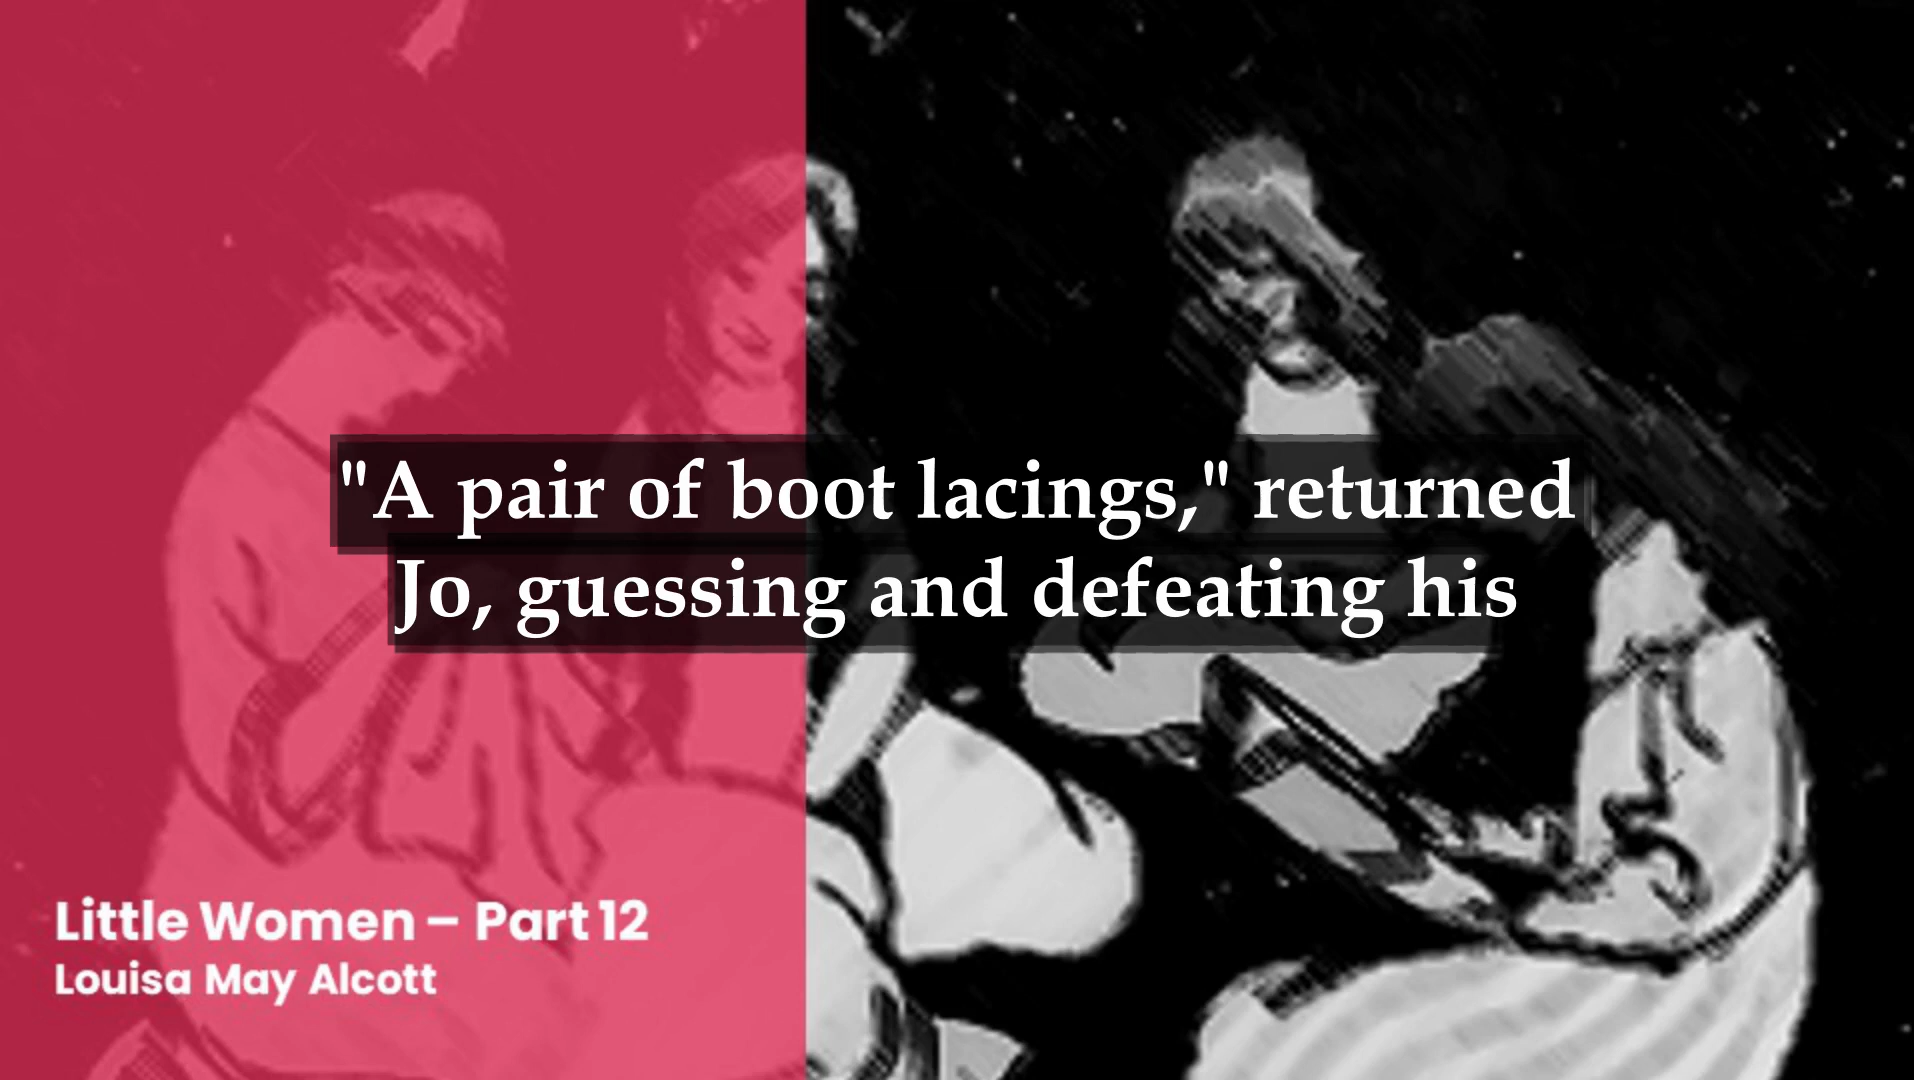 "A pair of boot lacings," returned
Jo, guessing and defeating his
Little Women – Part 12
Louisa May Alcott